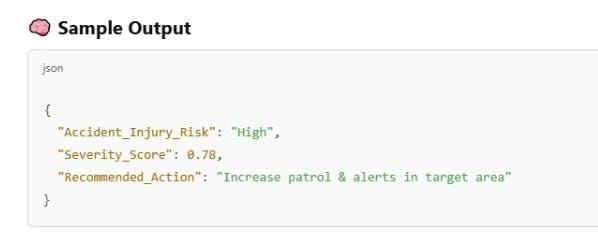 🧠 Sample Output
json
{
"Accident_Injury_Risk": "High",
"Severity_Score": 0.78,
"Recommended_Action": "Increase patrol & alerts in target area"
}